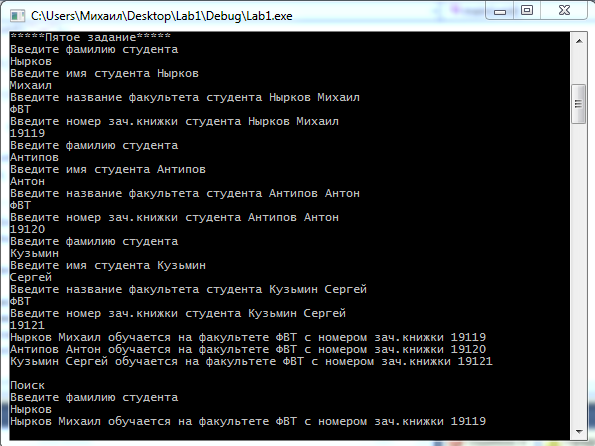 C:\Users\Михаил\Desktop\Lab1\Debug\Lab1.exe
*****Пятое задание*****
Введите фамилию студента
Нырков
Введите имя студента Нырков
Михаил
Введите название факультета студента Нырков Михаил
ФВТ
Введите номер зач.книжки студента Нырков Михаил
19119
Введите фамилию студента
Антипов
Введите имя студента Антипов
Антон
Введите название факультета студента Антипов Антон
ФВТ
Введите номер зач.книжки студента Антипов Антон
19120
Введите фамилию студента
Кузьмин
Введите имя студента Кузьмин
Сергей
Введите название факультета студента Кузьмин Сергей
ФВТ
Введите номер зач.книжки студента Кузьмин Сергей
19121
Нырков Михаил обучается на факультете ФВТ с номером зач.книжки 19119
Антипов Антон обучается на факультете ФВТ с номером зач.книжки 19120
Кузьмин Сергей обучается на факультете ФВТ с номером зач.книжки 19121
Поиск
Введите фамилию студента
Нырков
Нырков Михаил обучается на факультете ФВТ с номером зач.книжки 19119